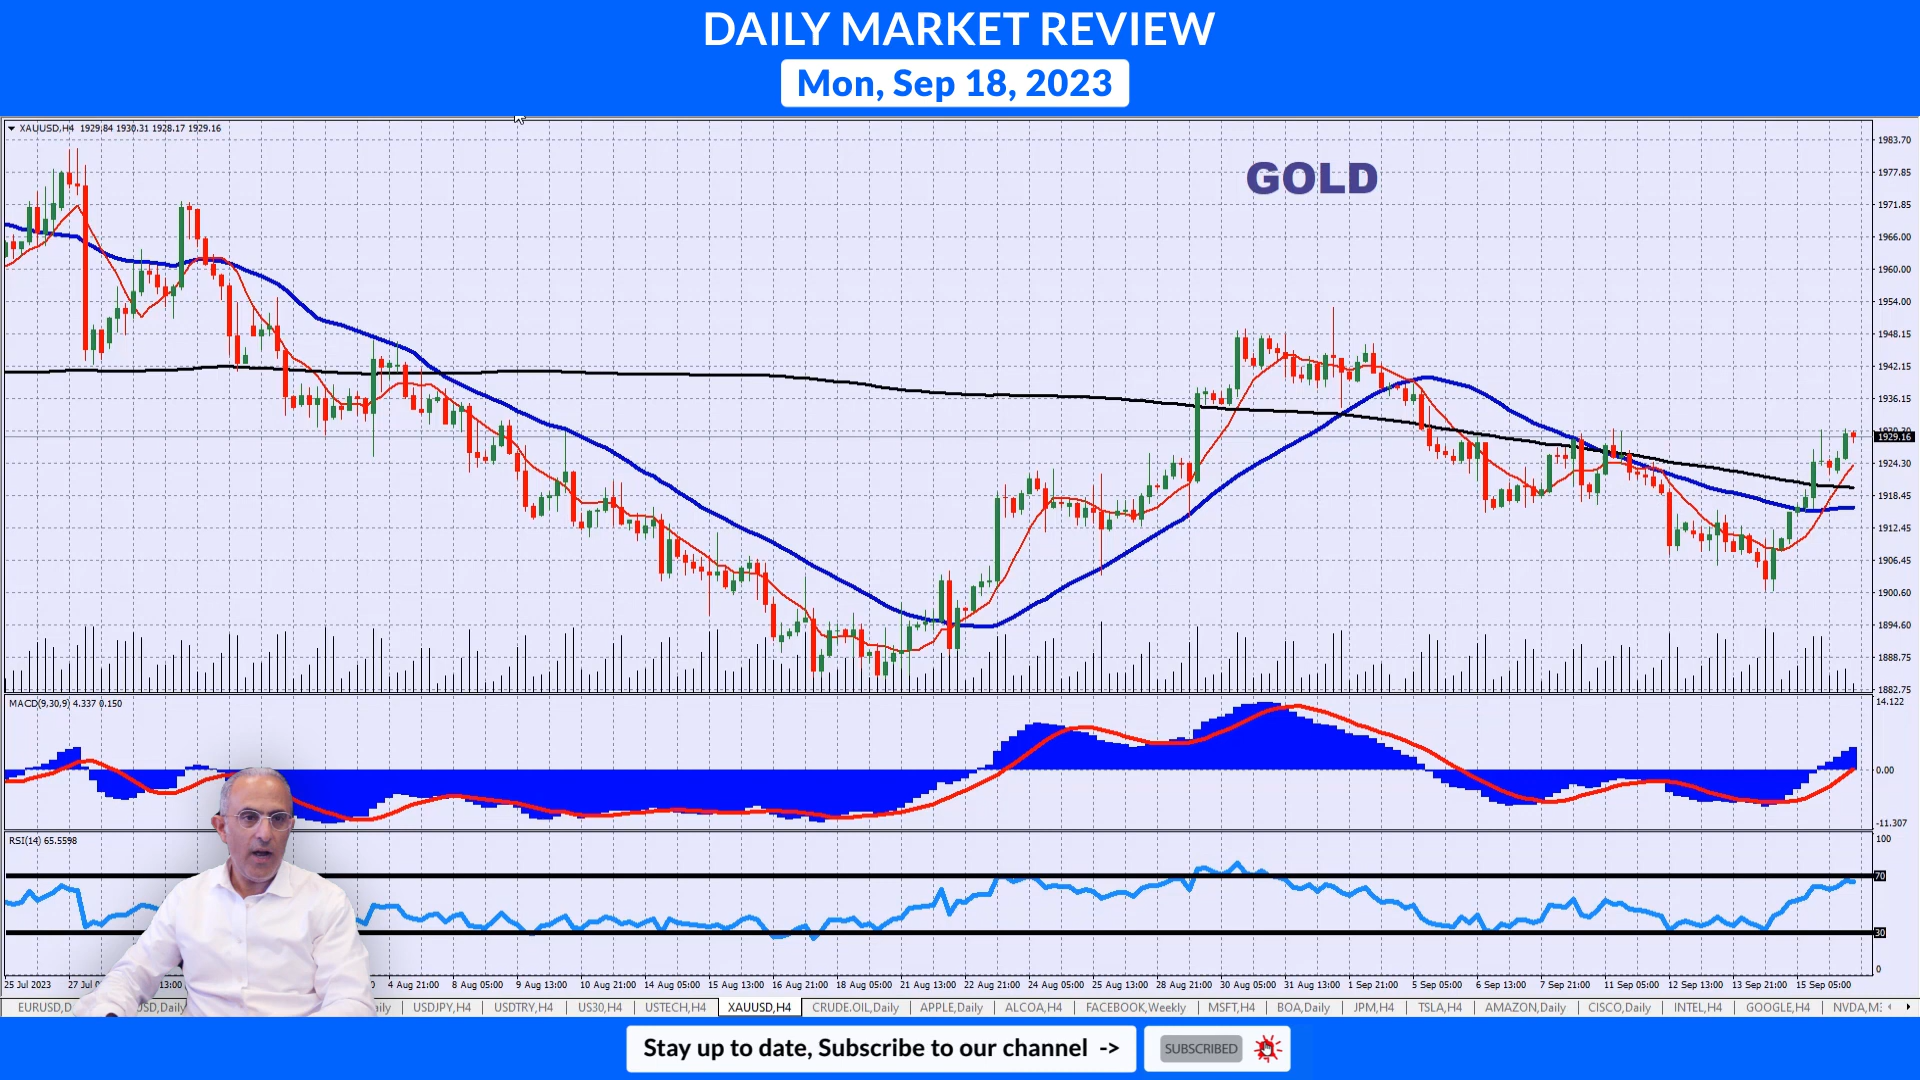 DAILY MARKET REVIEW
Mon, Sep 18, 2023
XAUUSD,H4 1929.84 1930.31 1928.17 1929.16
GOLD
1983.70
1977.85
1971.85
1966.00
1960.00
1954.00
1948.15
1942.15
1936.15
1929.16
1924.30
1918.45
1912.45
1906.45
1900.60
1894.60
1888.75
1882.75
MACD(9,30,9) 4.337 0.150
14.122
0.00
-11.307
RSI(14) 65.5598
100
70
30
0
25 Jul 2023 27 Jul 13:00 4 Aug 21:00 8 Aug 05:00 9 Aug 13:00 10 Aug 21:00 14 Aug 05:00 15 Aug 13:00 16 Aug 21:00 18 Aug 05:00 21 Aug 13:00 22 Aug 21:00 24 Aug 05:00 25 Aug 13:00 28 Aug 21:00 30 Aug 05:00 31 Aug 13:00 1 Sep 21:00 5 Sep 05:00 6 Sep 13:00 7 Sep 21:00 11 Sep 05:00 12 Sep 13:00 13 Sep 21:00 15 Sep 05:00
EURUSD,D SD,Daily ily USDJPY,H4 USDTRY,H4 US30,H4 USTECH,H4 XAUUSD,H4 CRUDE.OIL,Daily APPLE,Daily ALCOA,H4 FACEBOOK,Weekly MSFT,H4 BOA,Daily JPM,H4 TSLA,H4 AMAZON,Daily CISCO,Daily INTEL,H4 GOOGLE,H4 NVDA,M
Stay up to date, Subscribe to our channel ->
SUBSCRIBED